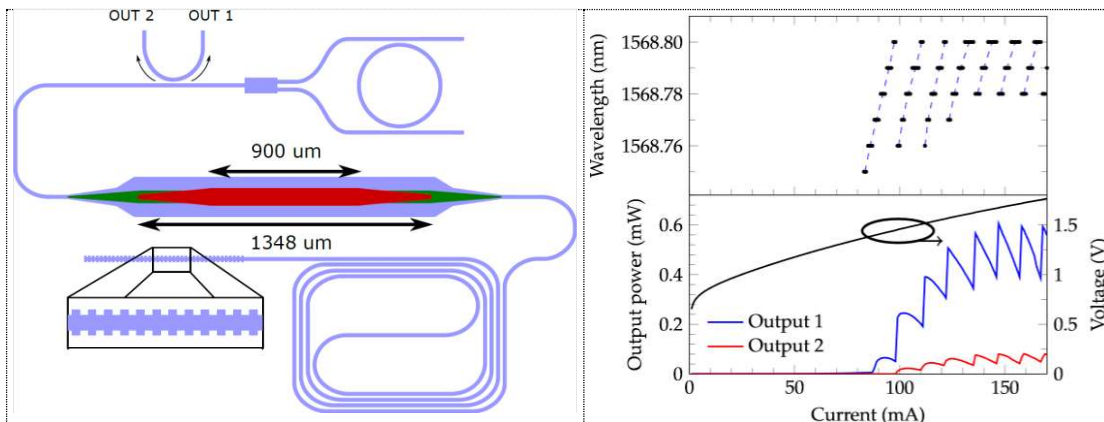 OUT 2 OUT 1
900 um
1348 um
Wavelength (nm)
1568.80
1568.78
1568.76
Output power (mW)
0.6
0.4
0.2
0
Output 1
Output 2
1.5
1
0.5
0
Voltage (V)
0 50 100 150
Current (mA)